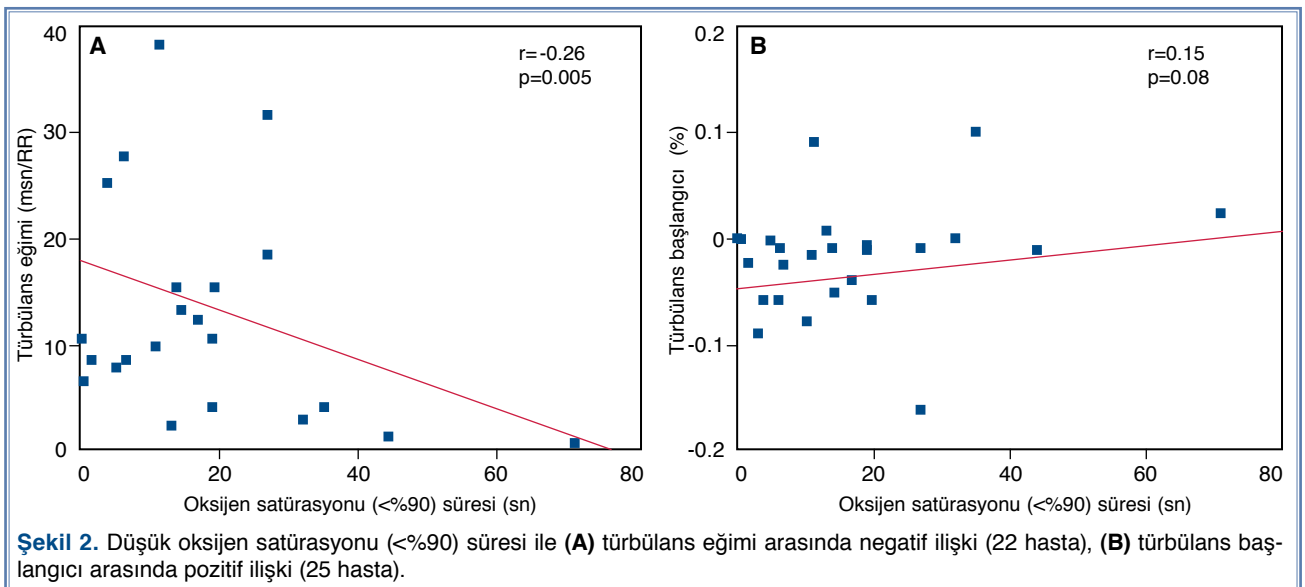 A
r=-0.26
p=0.005
Türbülans eğimi (msn/RR)
40
30
20
10
0
0 20 40 60 80
Oksijen satürasyonu (<%90) süresi (sn)
B
r=0.15
p=0.08
Türbülans başlangıcı (%)
0.2
0.1
0
-0.1
-0.2
0 20 40 60 80
Oksijen satürasyonu (<%90) süresi (sn)
Şekil 2. Düşük oksijen satürasyonu (<%90) süresi ile (A) türbülans eğimi arasında negatif ilişki (22 hasta), (B) türbülans baş-
langıcı arasında pozitif ilişki (25 hasta).